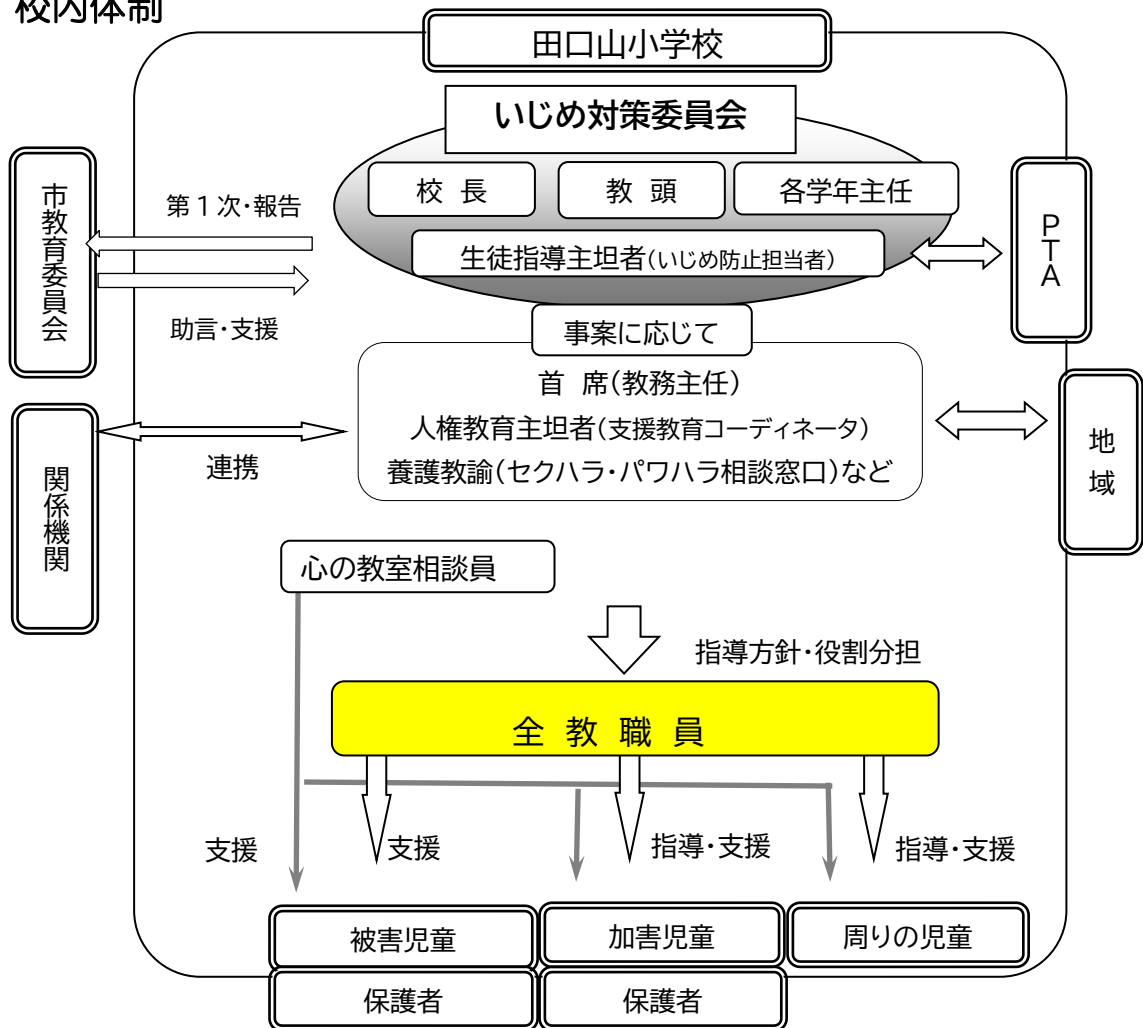 校内体制
田口山小学校
いじめ対策委員会
校 長
教 頭
各学年主任
生徒指導主坦者(いじめ防止担当者)
市教育委員会
第1次・報告
助言・支援
PTA
事案に応じて
首 席(教務主任)
人権教育主坦者(支援教育コーディネータ)
養護教諭(セクハラ・パワハラ相談窓口)など
関係機関
連携
地 域
心の教室相談員
指導方針・役割分担
全 教 職 員
支援
支援
指導・支援
指導・支援
被害児童
加害児童
周りの児童
保護者
保護者